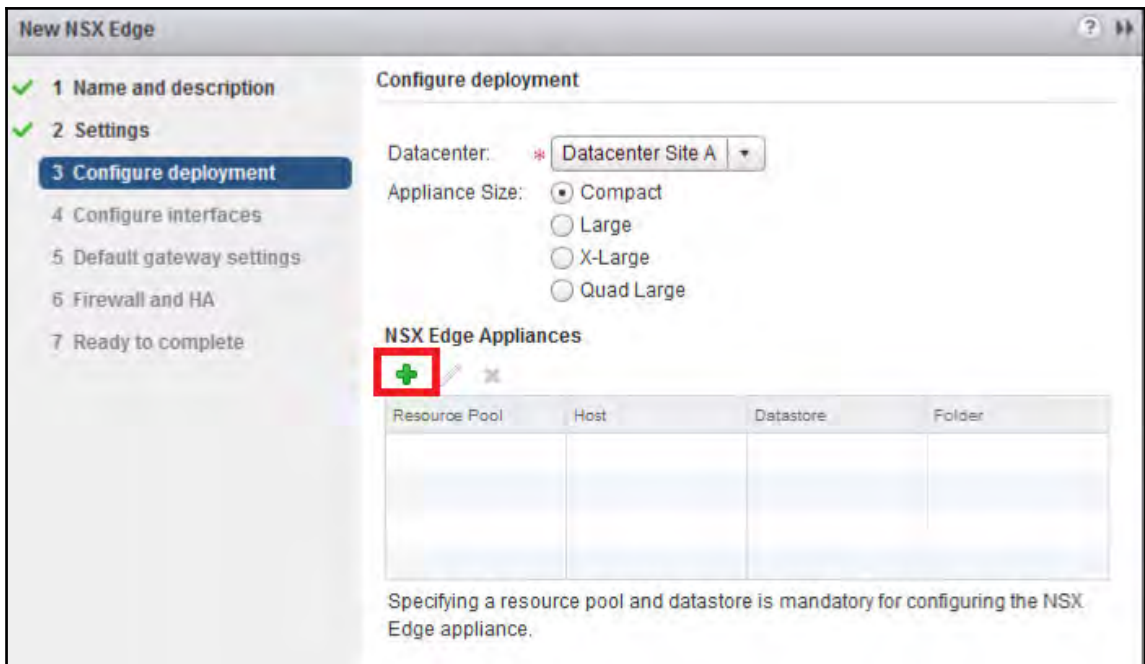 New NSX Edge
?
1 Name and description
2 Settings
3 Configure deployment
4 Configure interfaces
5 Default gateway settings
6 Firewall and HA
7 Ready to complete
Configure deployment
Datacenter: * Datacenter Site A
Appliance Size: Compact
Large
X-Large
Quad Large
NSX Edge Appliances
Resource Pool Host Datastore Folder
Specifying a resource pool and datastore is mandatory for configuring the NSX
Edge appliance.